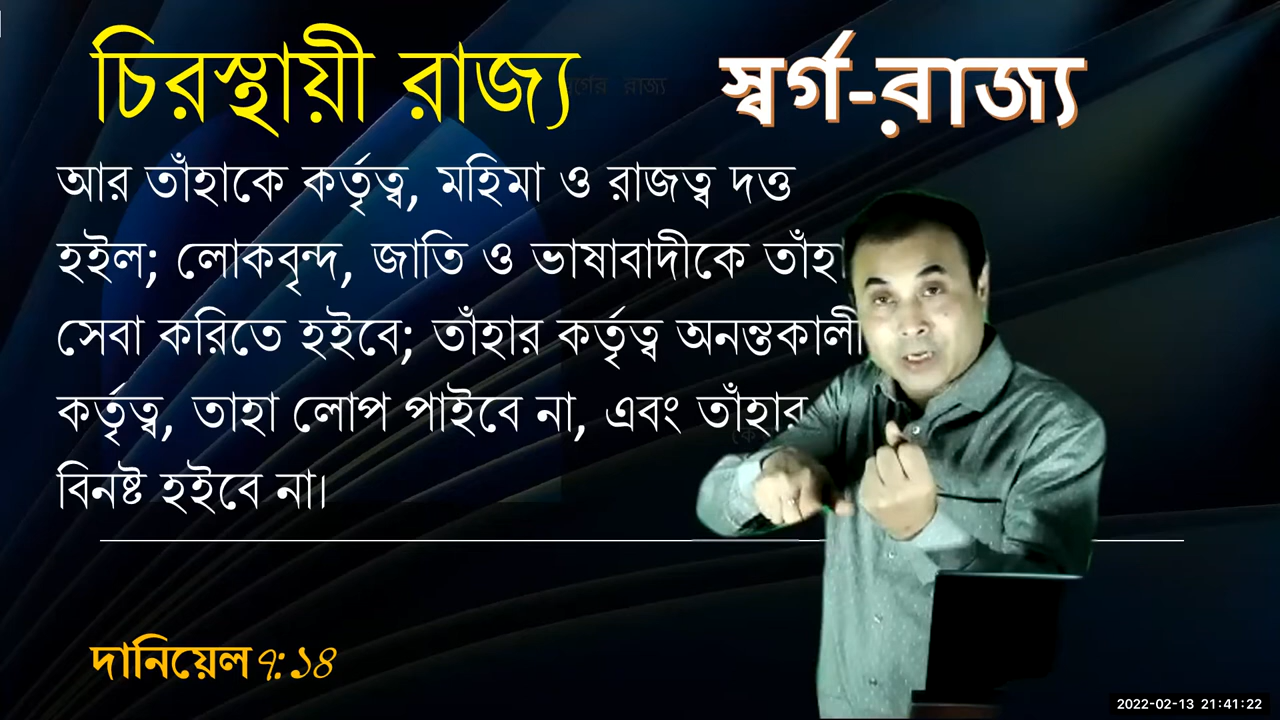 চিরস্থায়ী রাজ্য
স্বর্গ-রাজ্য
আর তাঁহাকে কর্তৃত্ব, মহিমা ও রাজত্ব দত্ত
হইল; লোকবৃন্দ, জাতি ও ভাষাবাদীকে তাঁহা
সেবা করিতে হইবে; তাঁহার কর্তৃত্ব অনন্তকালী
কর্তৃত্ব, তাহা লোপ পাইবে না, এবং তাঁহার
বিনষ্ট হইবে না।
দানিয়েল ৭:১৪
2022-02-13 21:41:22